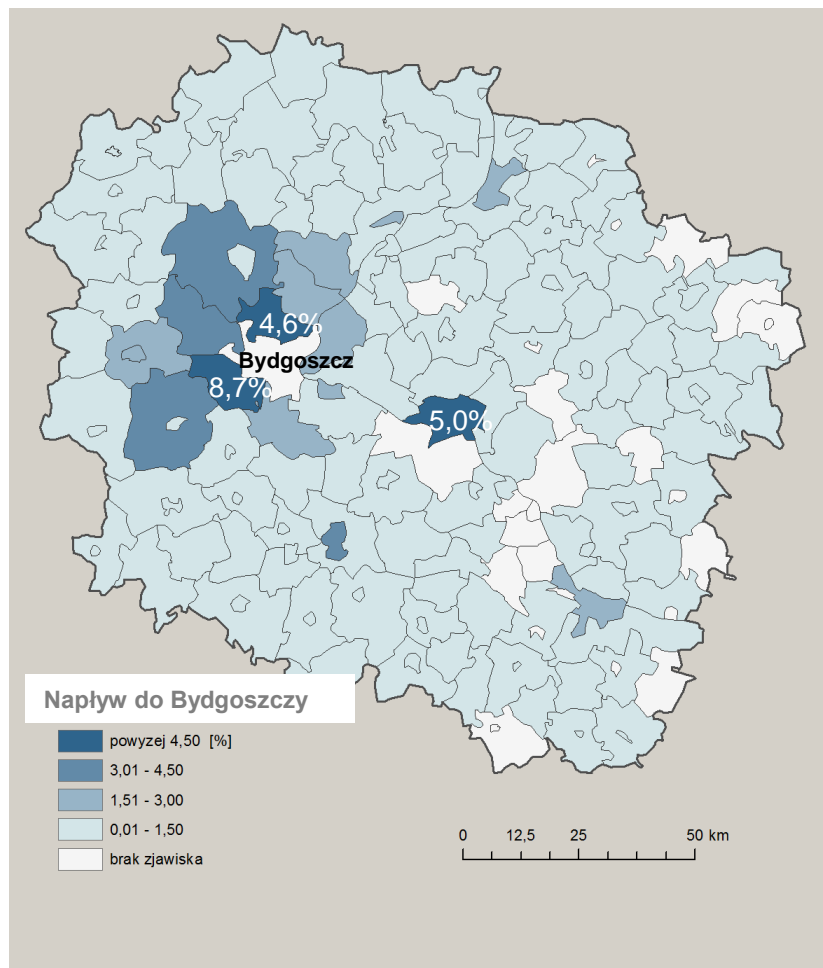 4,6%
Bydgoszcz
8,7%
5,0%
Napływ do Bydgoszczy
powyzej 4,50 [%]
3,01 - 4,50
1,51 - 3,00
0,01 - 1,50
brak zjawiska
0 12,5 25 50 km